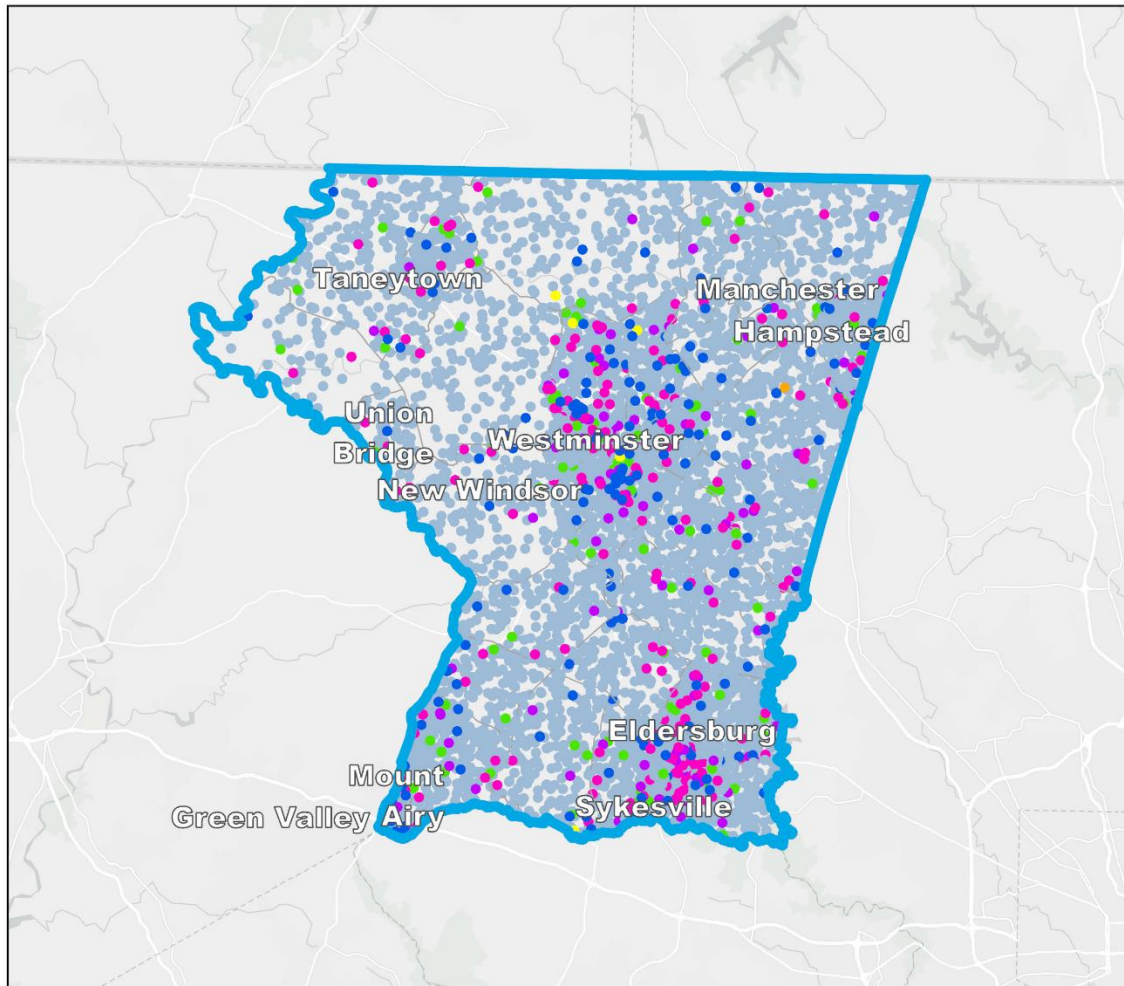 Taneytown
Manchester
Hampstead
Union
Bridge
Westminster
New Windsor
Eldersburg
Mount
Airy
Green Valley
Sykesville